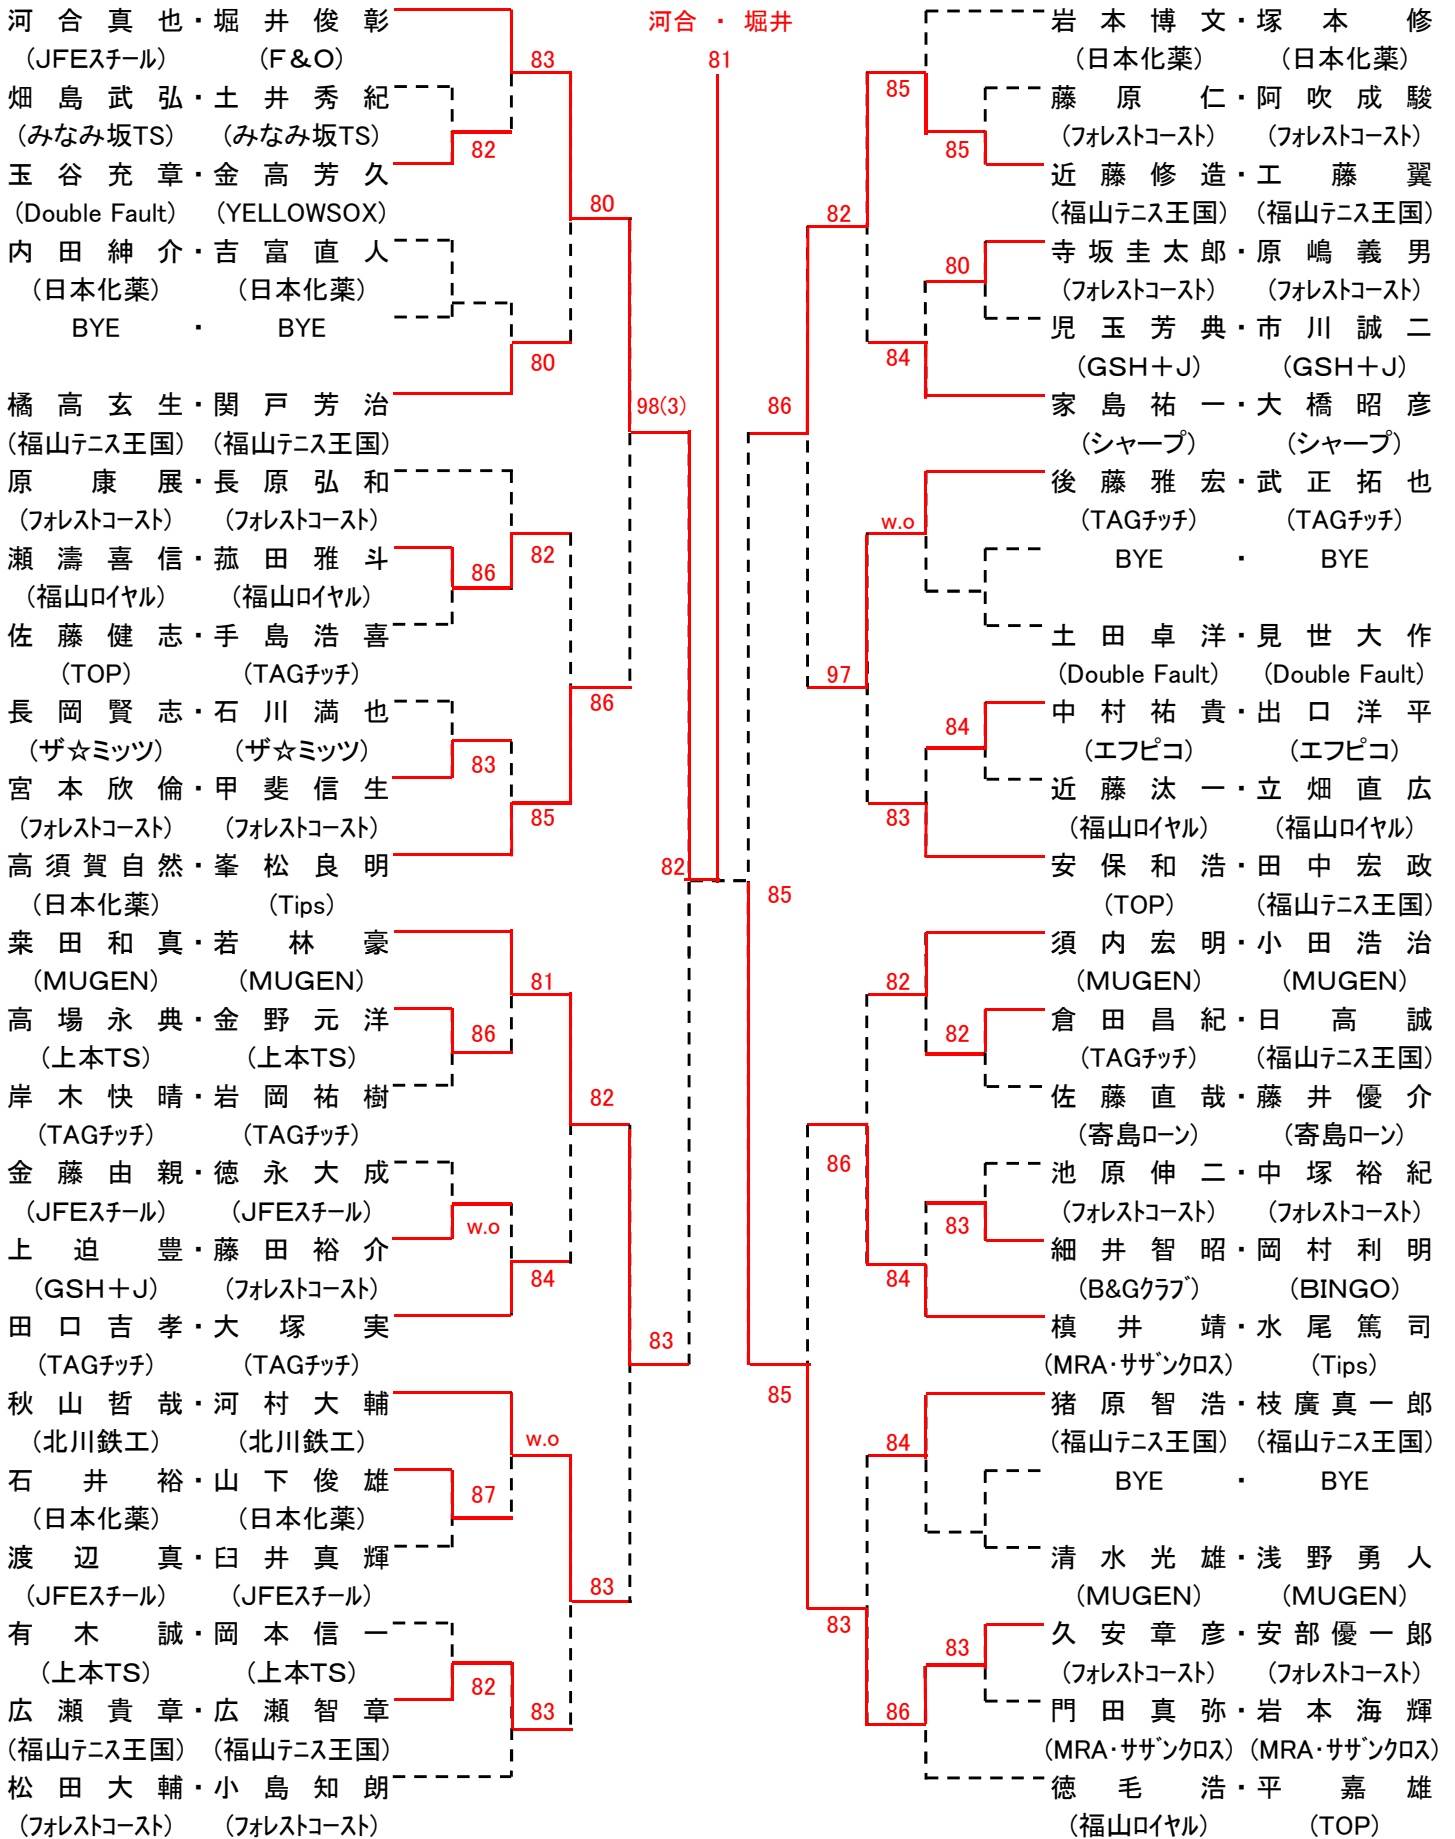 河合 ・ 堀井
81
河合真也・堀井俊彰
(JFEスチール) (F&O)
83
畑島武弘・土井秀紀
(みなみ坂TS) (みなみ坂TS)
82
玉谷充章・金高芳久
(Double Fault) (YELLOWSOX)
80
内田紳介・吉富直人
(日本化薬) (日本化薬)
BYE ・ BYE
80
橘高玄生・関戸芳治
(福山テニス王国) (福山テニス王国)
98(3)
原康展・長原弘和
(フォレストコースト) (フォレストコースト)
82
瀬濤喜信・菰田雅斗
(福山ロイヤル) (福山ロイヤル)
86
佐藤健志・手島浩喜
(TOP) (TAGチッチ)
86
長岡賢志・石川満也
(ザ☆ミッツ) (ザ☆ミッツ)
83
宮本欣倫・甲斐信生
(フォレストコースト) (フォレストコースト)
85
高須賀自然・峯松良明
(日本化薬) (Tips)
82
桒田和真・若林豪
(MUGEN) (MUGEN)
81
高場永典・金野元洋
(上本TS) (上本TS)
86
岸木快晴・岩岡祐樹
(TAGチッチ) (TAGチッチ)
82
金藤由親・徳永大成
(JFEスチール) (JFEスチール)
w.o
上迫豊・藤田裕介
(GSH+J) (フォレストコースト)
84
田口吉孝・大塚実
(TAGチッチ) (TAGチッチ)
83
秋山哲哉・河村大輔
(北川鉄工) (北川鉄工)
w.o
石井裕・山下俊雄
(日本化薬) (日本化薬)
87
渡辺真・臼井真輝
(JFEスチール) (JFEスチール)
83
有木誠・岡本信一
(上本TS) (上本TS)
82
広瀬貴章・広瀬智章
(福山テニス王国) (福山テニス王国)
83
松田大輔・小島知朗
(フォレストコースト) (フォレストコースト)
岩本博文・塚本修
(日本化薬) (日本化薬)
85
藤原仁・阿吹成駿
(フォレストコースト) (フォレストコースト)
85
近藤修造・工藤翼
(福山テニス王国) (福山テニス王国)
82
寺坂圭太郎・原嶋義男
(フォレストコースト) (フォレストコースト)
80
児玉芳典・市川誠二
(GSH+J) (GSH+J)
84
家島祐一・大橋昭彦
(シャープ) (シャープ)
86
後藤雅宏・武正拓也
(TAGチッチ) (TAGチッチ)
w.o
BYE ・ BYE
土田卓洋・見世大作
(Double Fault) (Double Fault)
97
中村祐貴・出口洋平
(エフピコ) (エフピコ)
84
近藤汰一・立畑直広
(福山ロイヤル) (福山ロイヤル)
83
安保和浩・田中宏政
(TOP) (福山テニス王国)
85
須内宏明・小田浩治
(MUGEN) (MUGEN)
82
倉田昌紀・日高誠
(TAGチッチ) (福山テニス王国)
82
佐藤直哉・藤井優介
(寄島ローン) (寄島ローン)
86
池原伸二・中塚裕紀
(フォレストコースト) (フォレストコースト)
83
細井智昭・岡村利明
(B&Gクラブ) (BINGO)
84
槙井靖・水尾篤司
(MRA・サザンクロス) (Tips)
85
猪原智浩・枝廣真一郎
(福山テニス王国) (福山テニス王国)
84
BYE ・ BYE
清水光雄・浅野勇人
(MUGEN) (MUGEN)
83
久安章彦・安部優一郎
(フォレストコースト) (フォレストコースト)
83
門田真弥・岩本海輝
(MRA・サザンクロス) (MRA・サザンクロス)
86
徳毛浩・平嘉雄
(福山ロイヤル) (TOP)